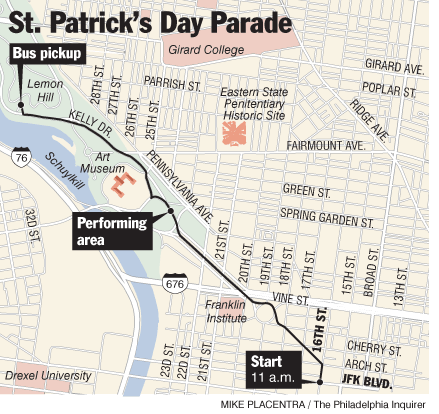 St. Patrick's Day Parade
Bus pickup
Girard College
GIRARD AVE.
Lemon
Hill
28TH ST.
27TH ST.
26TH ST.
25TH ST.
PARRISH ST.
POPLAR ST.
Eastern State
Penitentiary
Historic Site
RIDGE AVE.
KELLY DR.
FAIRMOUNT AVE.
76
Schuylkill
Art
Museum
PENNSYLVANIA AVE.
GREEN ST.
SPRING GARDEN ST.
32D ST.
Performing
area
21ST ST.
20TH ST.
19TH ST.
18TH ST.
17TH ST.
15TH ST.
BROAD ST.
13TH ST.
676
VINE ST.
Franklin
Institute
16TH ST.
CHERRY ST.
23D ST.
22D ST.
21ST ST.
Start
11 a.m.
ARCH ST.
JFK BLVD.
Drexel University
MIKE PLACENTRA / The Philadelphia Inquirer